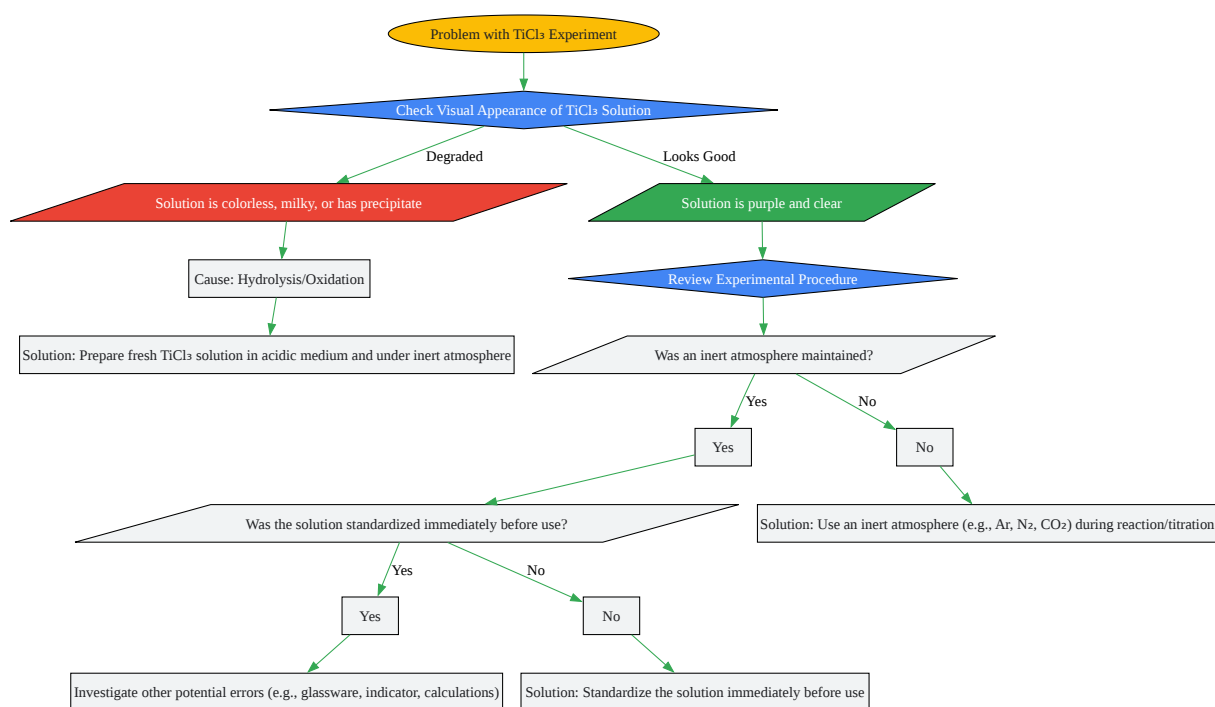 Problem with TiCl₃ Experiment
Check Visual Appearance of TiCl₃ Solution
Degraded
Looks Good
Solution is colorless, milky, or has precipitate
Solution is purple and clear
Cause: Hydrolysis/Oxidation
Review Experimental Procedure
Solution: Prepare fresh TiCl₃ solution in acidic medium and under inert atmosphere
Was an inert atmosphere maintained?
Yes
No
Yes
No
Was the solution standardized immediately before use?
Solution: Use an inert atmosphere (e.g., Ar, N₂, CO₂) during reaction/titration
Yes
No
Yes
No
Investigate other potential errors (e.g., glassware, indicator, calculations)
Solution: Standardize the solution immediately before use